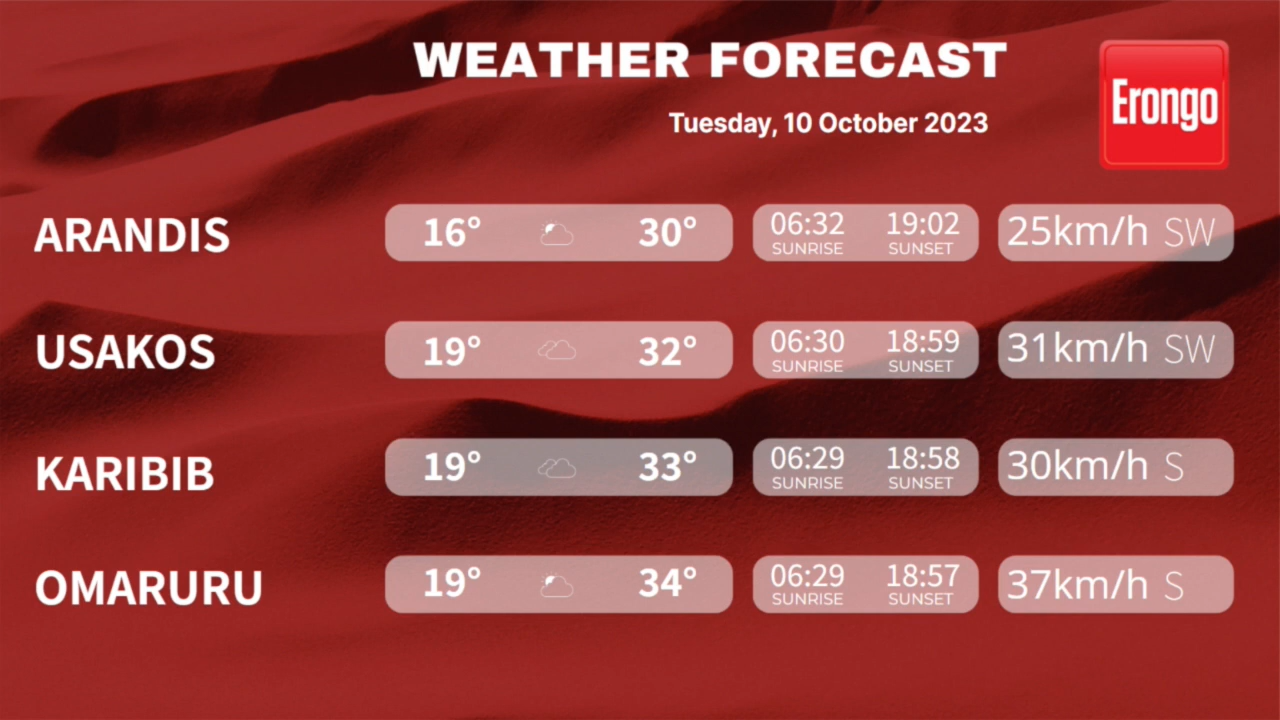 WEATHER FORECAST
Erongo
Tuesday, 10 October 2023
ARANDIS 16° 30° 06:32 SUNRISE 19:02 SUNSET 25km/h SW
USAKOS 19° 32° 06:30 SUNRISE 18:59 SUNSET 31km/h SW
KARIBIB 19° 33° 06:29 SUNRISE 18:58 SUNSET 30km/h S
OMARURU 19° 34° 06:29 SUNRISE 18:57 SUNSET 37km/h S